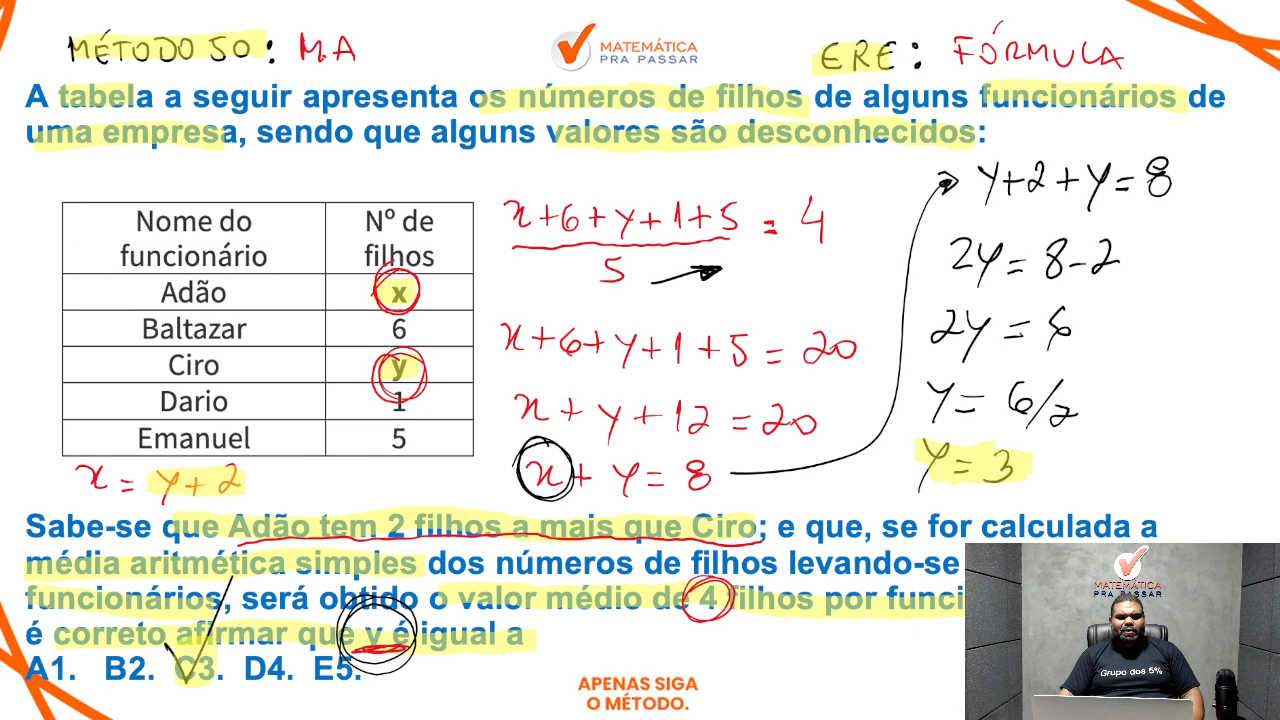 MÉTODO 50: M.A
MATEMÁTICA
PRA PASSAR
ERE: FÓRMULA
A tabela a seguir apresenta os números de filhos de alguns funcionários de
uma empresa, sendo que alguns valores são desconhecidos:
Nome do funcionário Nº de filhos
Adão x
Baltazar 6
Ciro y
Dario 1
Emanuel 5
x = y+2
x+6+y+1+5 = 4
5
x+6+y+1+5 = 20
x + y + 12 = 20
x + y = 8
y+2+y=8
2y = 8-2
2y = 6
y = 6/2
y = 3
Sabe-se que Adão tem 2 filhos a mais que Ciro; e que, se for calculada a
média aritmética simples dos números de filhos levando-se
funcionários, será obtido o valor médio de 4 filhos por funci
é correto afirmar que y é igual a
A1. B2. C3. D4. E5.
MATEMÁTICA
PRA PASSAR
Grupo dos 5%
APENAS SIGA
O MÉTODO.